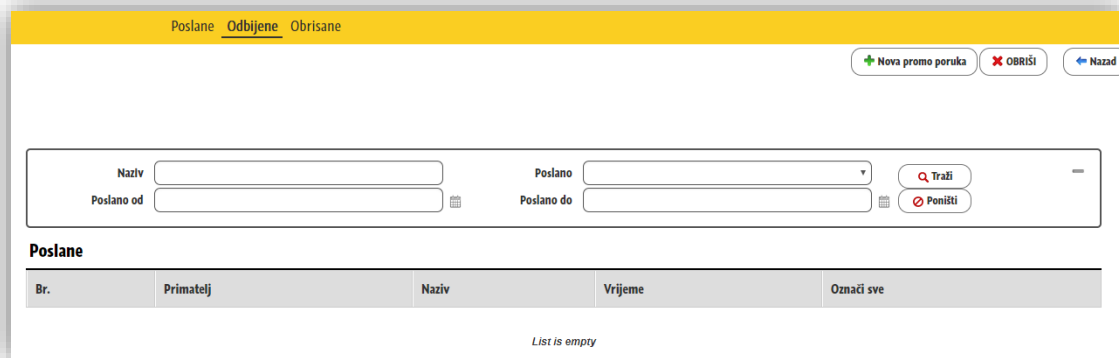 Poslane Odbijene Obrisane
Nova promo poruka OBRIŠI Nazad
Naziv Poslano Traži
Poslano od Poslano do Poništi
Poslane
Br. Primatelj Naziv Vrijeme Označi sve
List is empty